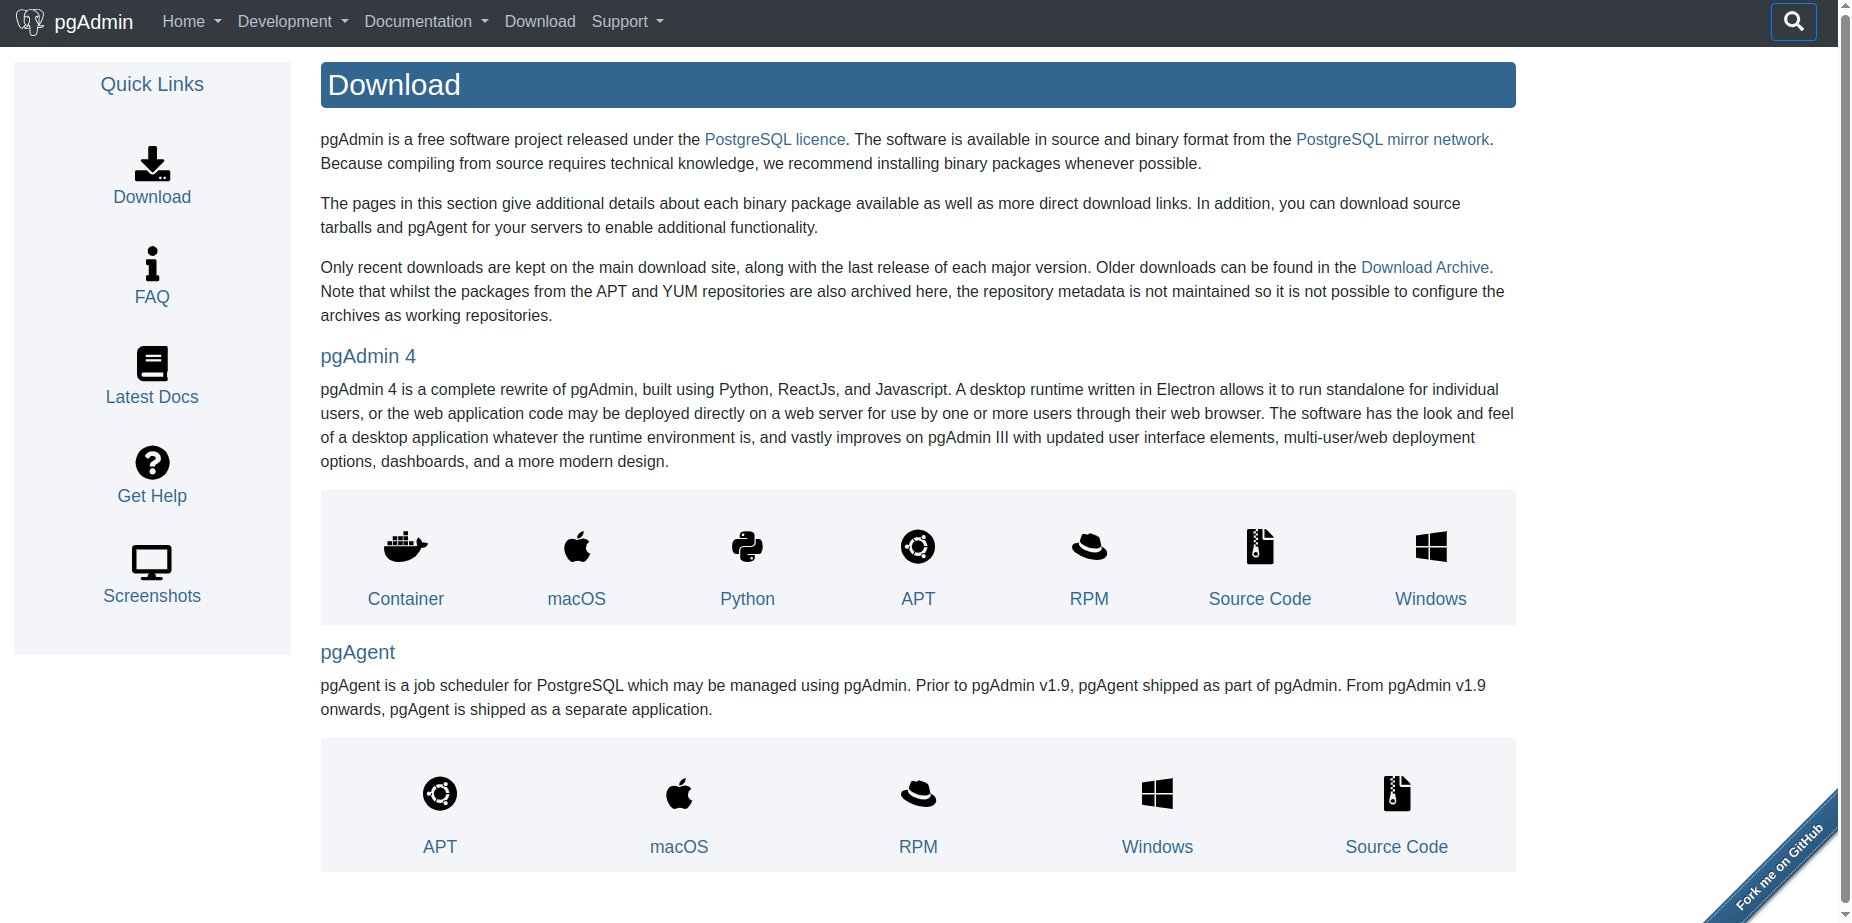 pgAdmin Home Development Documentation Download Support
Quick Links
Download
FAQ
Latest Docs
Get Help
Screenshots
Download
pgAdmin is a free software project released under the PostgreSQL licence. The software is available in source and binary format from the PostgreSQL mirror network.
Because compiling from source requires technical knowledge, we recommend installing binary packages whenever possible.
The pages in this section give additional details about each binary package available as well as more direct download links. In addition, you can download source
tarballs and pgAgent for your servers to enable additional functionality.
Only recent downloads are kept on the main download site, along with the last release of each major version. Older downloads can be found in the Download Archive.
Note that whilst the packages from the APT and YUM repositories are also archived here, the repository metadata is not maintained so it is not possible to configure the
archives as working repositories.
pgAdmin 4
pgAdmin 4 is a complete rewrite of pgAdmin, built using Python, ReactJs, and Javascript. A desktop runtime written in Electron allows it to run standalone for individual
users, or the web application code may be deployed directly on a web server for use by one or more users through their web browser. The software has the look and feel
of a desktop application whatever the runtime environment is, and vastly improves on pgAdmin III with updated user interface elements, multi-user/web deployment
options, dashboards, and a more modern design.
Container macOS Python APT RPM Source Code Windows
pgAgent
pgAgent is a job scheduler for PostgreSQL which may be managed using pgAdmin. Prior to pgAdmin v1.9, pgAgent shipped as part of pgAdmin. From pgAdmin v1.9
onwards, pgAgent is shipped as a separate application.
APT macOS RPM Windows Source Code
Fork me on GitHub